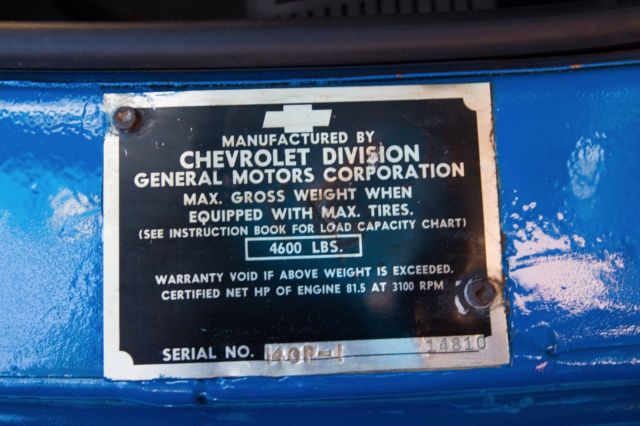 MANUFACTURED BY
CHEVROLET DIVISION
GENERAL MOTORS CORPORATION
MAX. GROSS WEIGHT WHEN
EQUIPPED WITH MAX. TIRES.
(SEE INSTRUCTION BOOK FOR LOAD CAPACITY CHART)
4600 LBS.
WARRANTY VOID IF ABOVE WEIGHT IS EXCEEDED.
CERTIFIED NET HP OF ENGINE 81.5 AT 3100 RPM
SERIAL NO. 14810